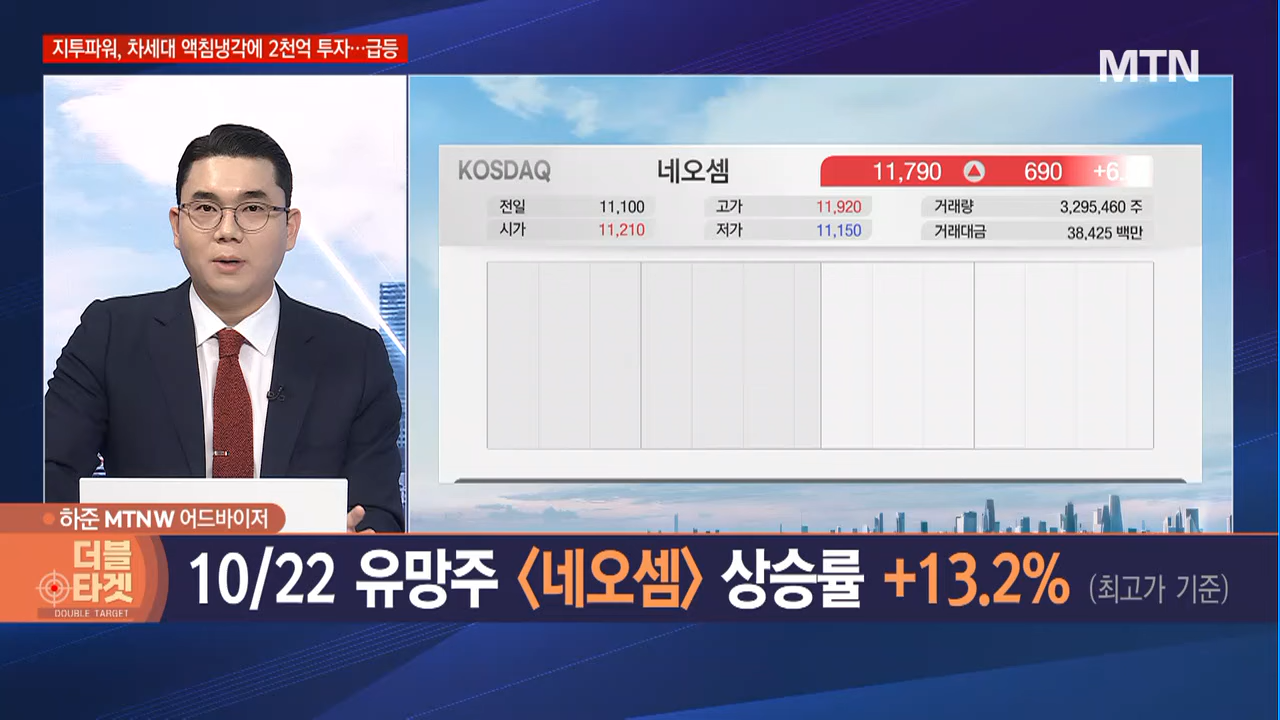 지투파워, 차세대 액침냉각에 2천억 투자…급등
MTN
KOSDAQ 네오셈 11,790 ▲ 690 +6.
전일 11,100 고가 11,920 거래량 3,295,460 주
시가 11,210 저가 11,150 거래대금 38,425 백만
하준 MTNW 어드바이저
더블
타겟
DOUBLE TARGET
10/22 유망주 <네오셈> 상승률 +13.2% (최고가 기준)